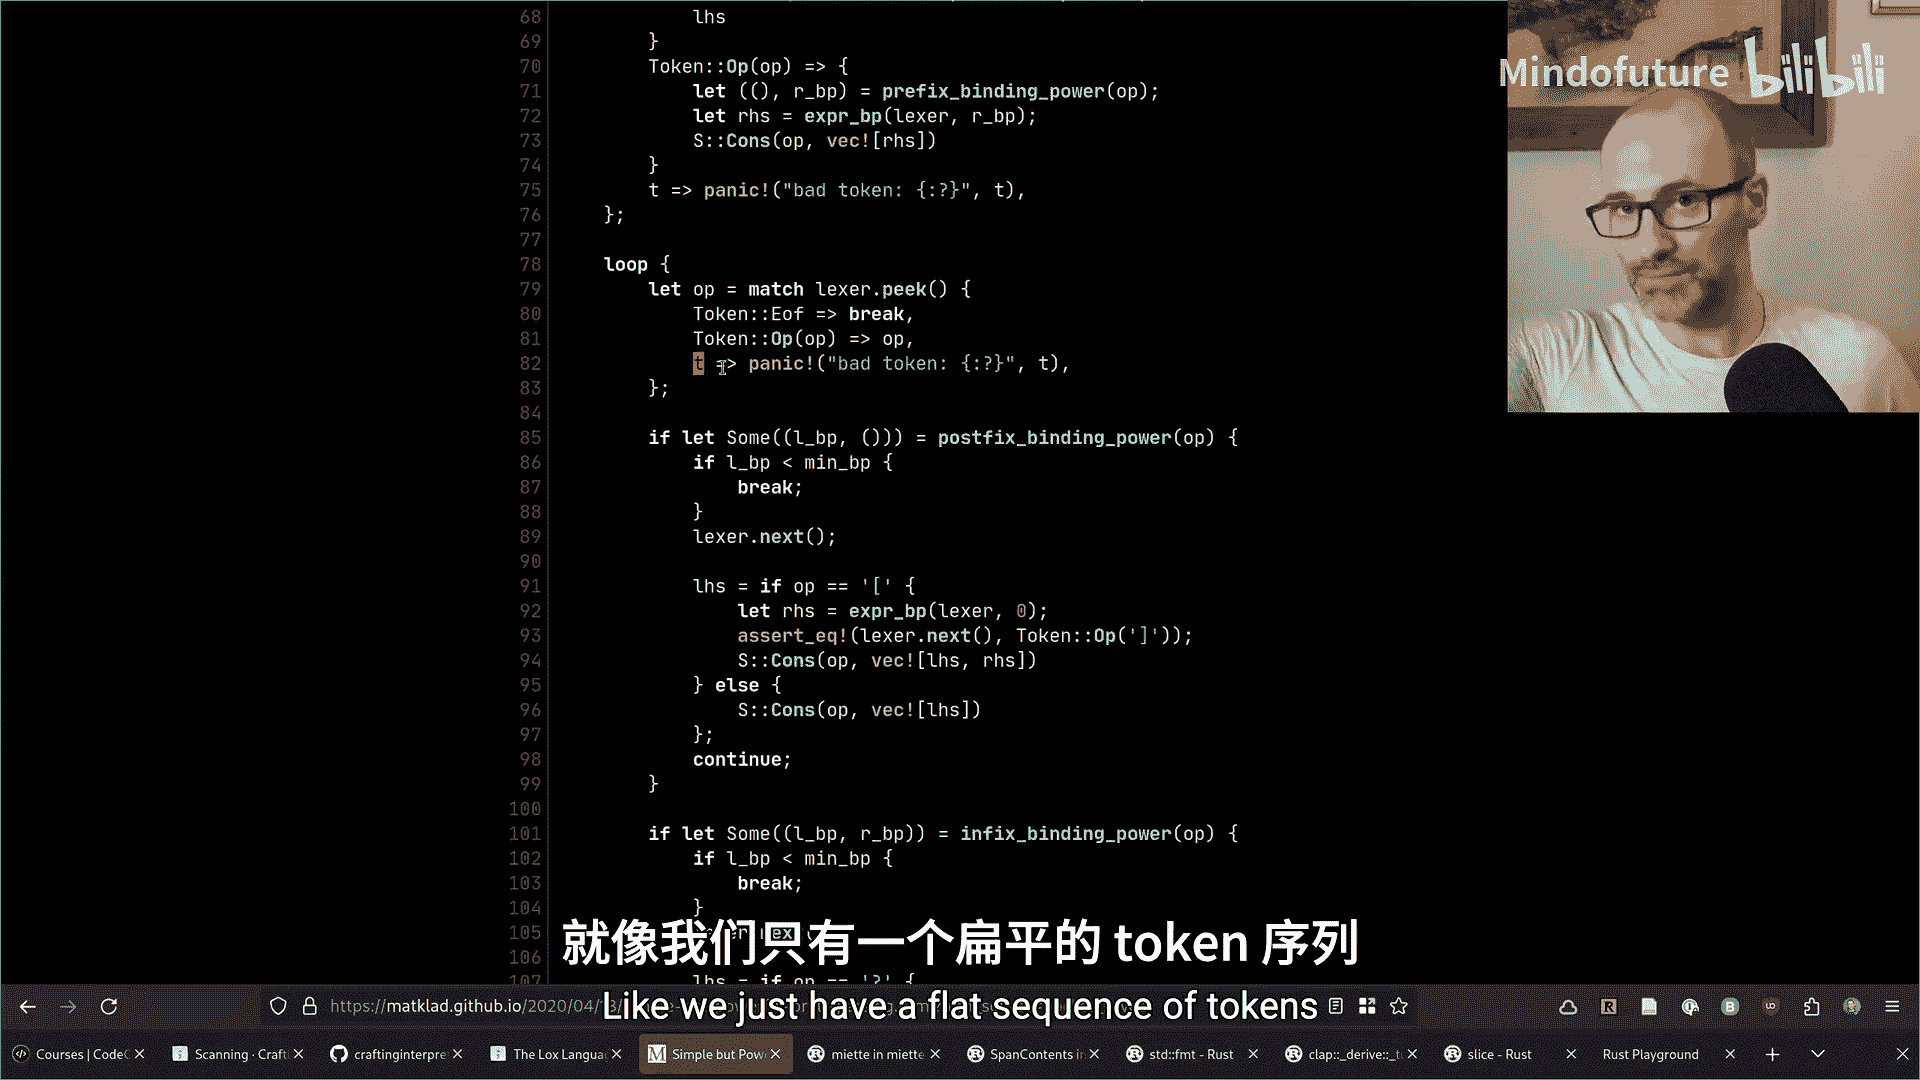 68 lhs
69 }
70 Token::Op(op) => {
71 let ((), r_bp) = prefix_binding_power(op);
72 let rhs = expr_bp(lexer, r_bp);
73 S::Cons(op, vec![rhs])
74 }
75 t => panic!("bad token: {:?}", t),
76 };
77
78 loop {
79 let op = match lexer.peek() {
80 Token::Eof => break,
81 Token::Op(op) => op,
82 t => panic!("bad token: {:?}", t),
83 };
84
85 if let Some((l_bp, ())) = postfix_binding_power(op) {
86 if l_bp < min_bp {
87 break;
88 }
89 lexer.next();
90
91 lhs = if op == '[' {
92 let rhs = expr_bp(lexer, 0);
93 assert_eq!(lexer.next(), Token::Op(']'));
94 S::Cons(op, vec![lhs, rhs])
95 } else {
96 S::Cons(op, vec![lhs])
97 };
98 continue;
99 }
100
101 if let Some((l_bp, r_bp)) = infix_binding_power(op) {
102 if l_bp < min_bp {
103 break;
104 }
105
106
107 lhs = if op == '?' {
Mindofuture bilibili
就像我们只有一个扁平的 token 序列
Like we just have a flat sequence of tokens
https://matklad.github.io/2020/04/
Courses | Code
Scanning · Craft
craftinginterpre
The Lox Langua
Simple but Pow
miette in miette
SpanContents i
std::fmt - Rust
clap::_derive::_t
slice - Rust
Rust Playground